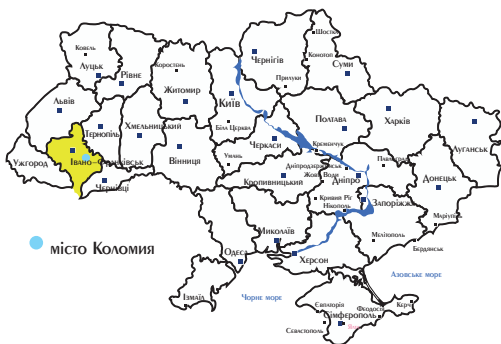 Шостка
Ковель
Чернігів
Конотоп
Суми
Луцьк
Рівне
Коростень
Прилуки
Житомир
Київ
Львів
Полтава
Харків
Тернопіль
Хмельницький
Біла Церква
Луганськ
Черкаси
Кременчук
Івано-Франківськ
Вінниця
Умань
Дніпродзержинськ
Павлоград
Ужгород
Жовті Води
Дніпро
Донецьк
Чернівці
Кропивницький
Кривий Ріг
Запоріжжя
Нікополь
Маріуполь
Миколаїв
Мелітополь
місто Коломия
Одеса
Херсон
Бердянськ
Азовське море
Ізмаїл
Чорне море
Євпаторія
Керч
Феодосія
Сімферополь
Севастополь